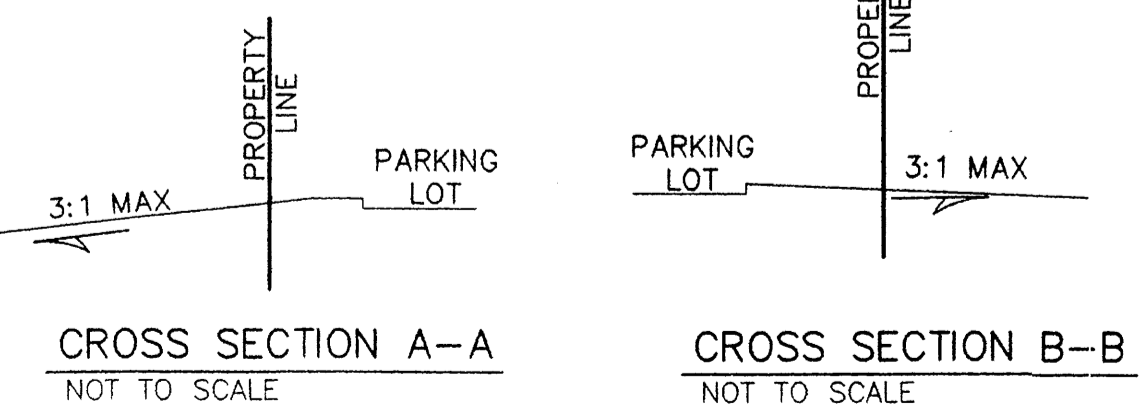 PROPERTY
LINE
PARKING
LOT
3:1 MAX
CROSS SECTION A-A
NOT TO SCALE
LINE
PARKING
LOT
3:1 MAX
CROSS SECTION B-B
NOT TO SCALE